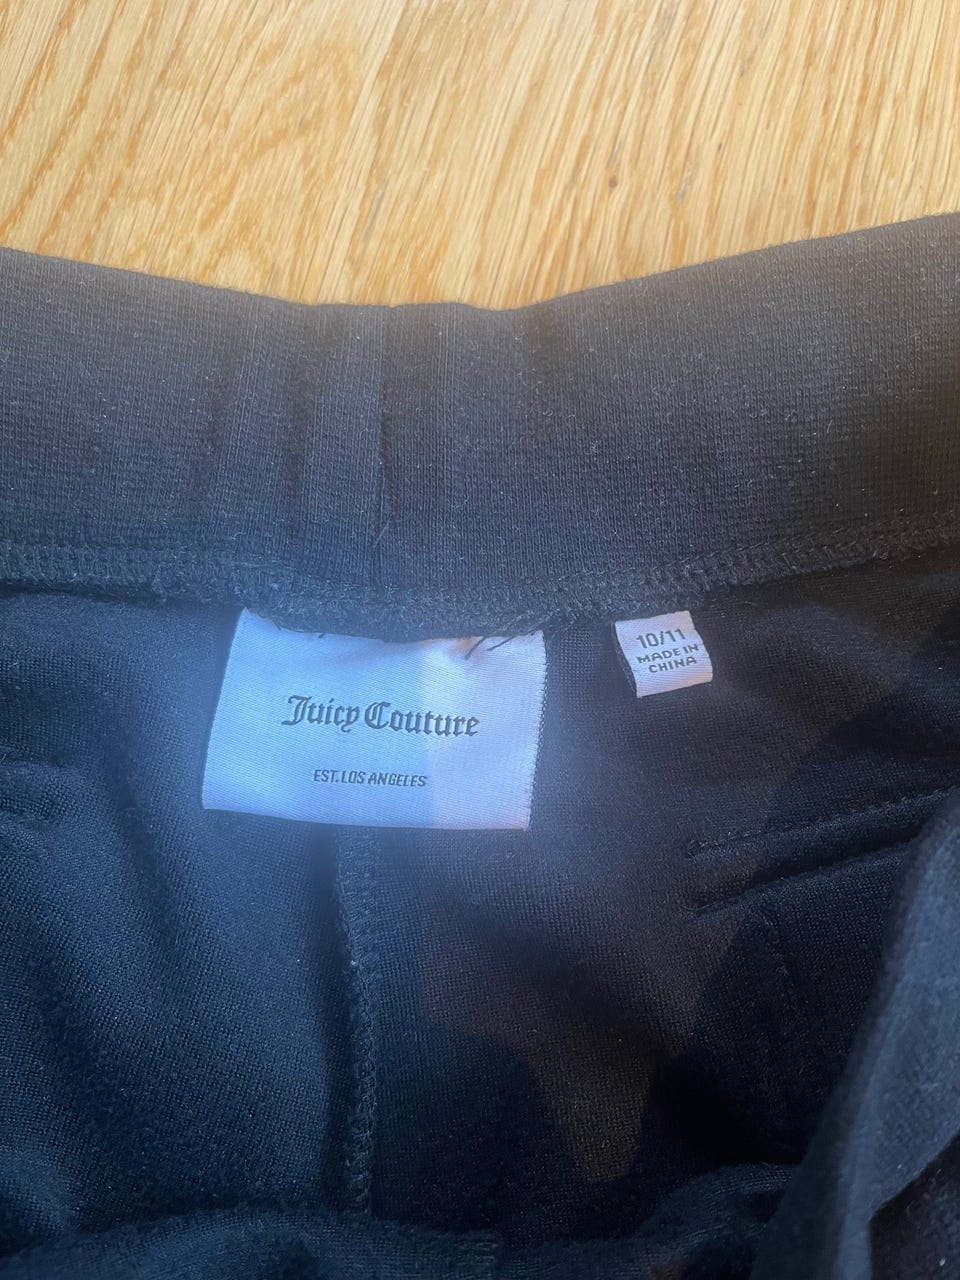 Juicy Couture
EST. LOS ANGELES
10/11
MADE IN
CHINA